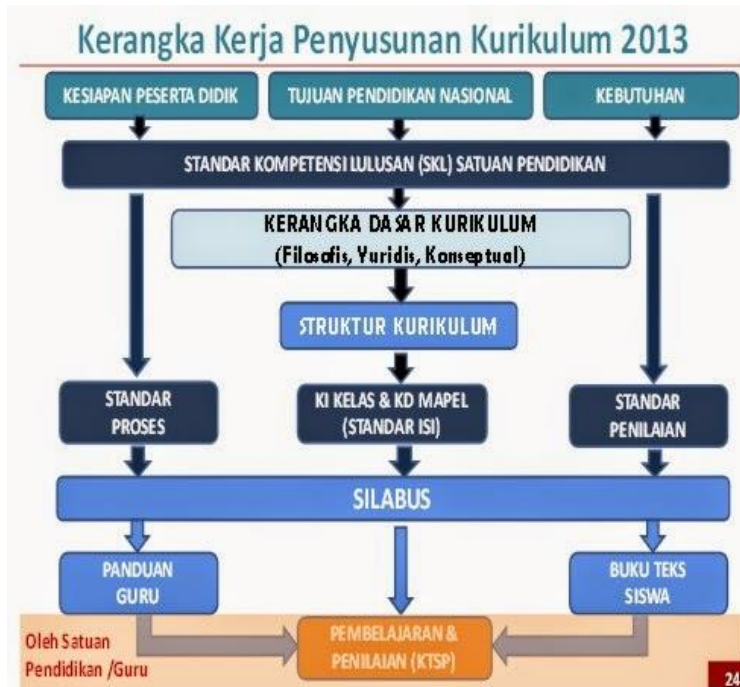 Kerangka Kerja Penyusunan Kurikulum 2013
KESIAPAN PESERTA DIDIK
TUJUAN PENDIDIKAN NASIONAL
KEBUTUHAN
STANDAR KOMPETENSI LULUSAN (SKL) SATUAN PENDIDIKAN
KERANGKA DASAR KURIKULUM
(Filosofis, Yuridis, Konseptual)
STRUKTUR KURIKULUM
STANDAR
PROSES
KI KELAS & KD MAPEL
(STANDAR ISI)
STANDAR
PENILAIAN
SILABUS
PANDUAN
GURU
BUKU TEKS
SISWA
Oleh Satuan
Pendidikan /Guru
PEMBELAJARAN &
PENILAIAN (KTSP)
24